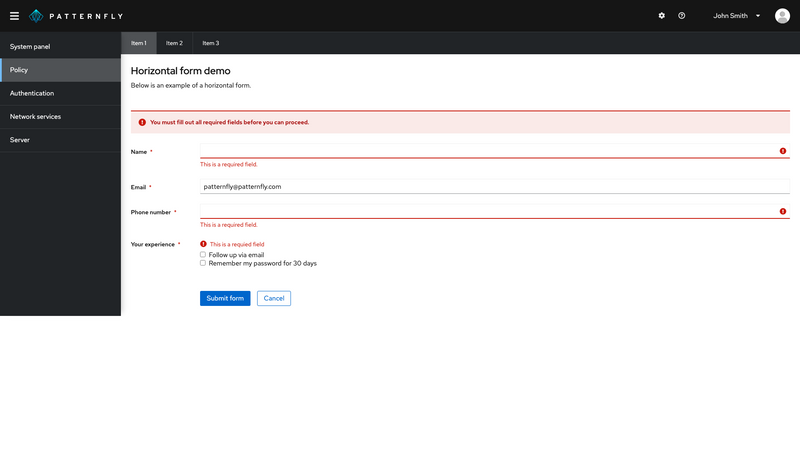 PATTERNFLY
John Smith
System panel
Policy
Authentication
Network services
Server
Item 1
Item 2
Item 3
Horizontal form demo
Below is an example of a horizontal form.
You must fill out all required fields before you can proceed.
Name *
This is a required field.
Email *
patternfly@patternfly.com
Phone number *
This is a required field.
Your experience *
This is a requied field
Follow up via email
Remember my password for 30 days
Submit form
Cancel